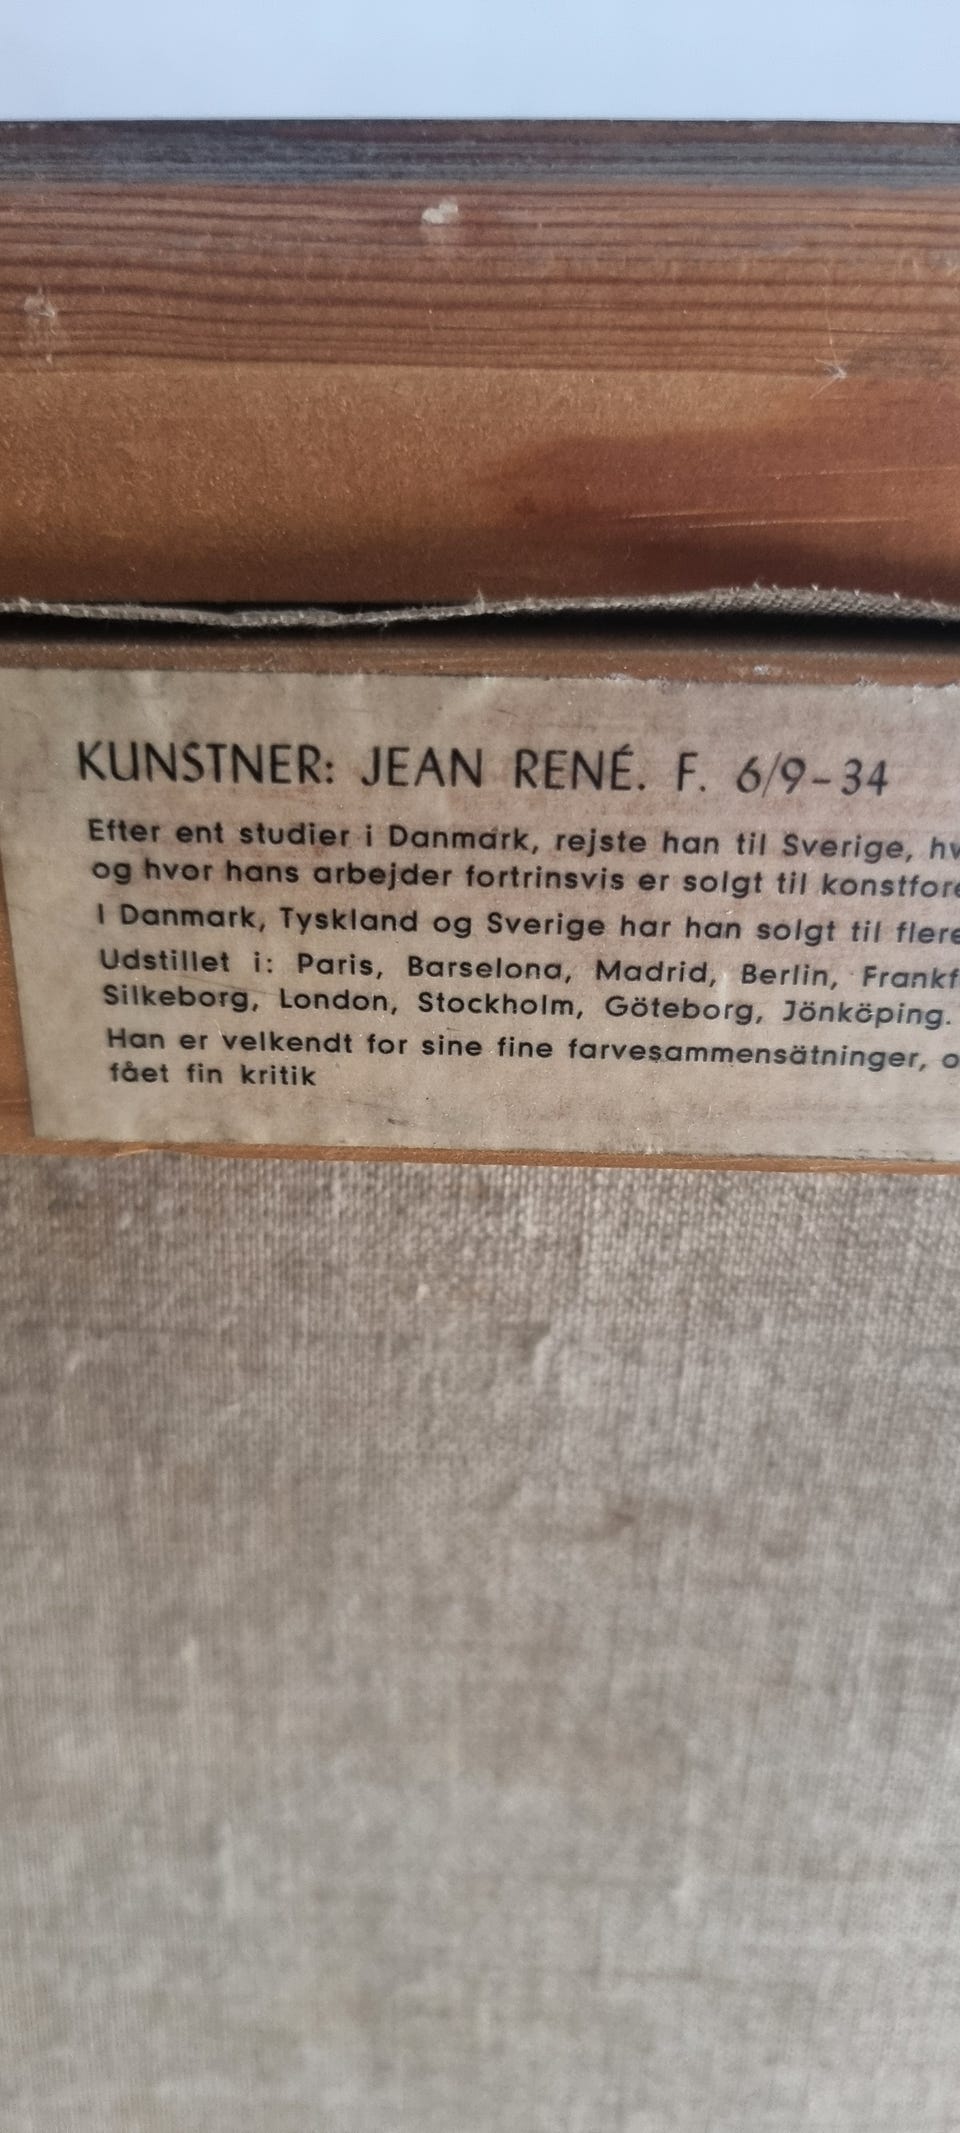 KUNSTNER: JEAN RENÉ. F. 6/9-34
Efter ent studier i Danmark, rejste han til Sverige,
og hvor hans arbejder fortrinsvis er solgt til
I Danmark, Tyskland og Sverige har han solgt til flere
Udstillet i: Paris, Barselona, Madrid, Berlin,
Silkeborg, London, Stockholm, Göteborg, Jönköping.
Han er velkendt for sine fine farvesammensätninger,
fået fin kritik